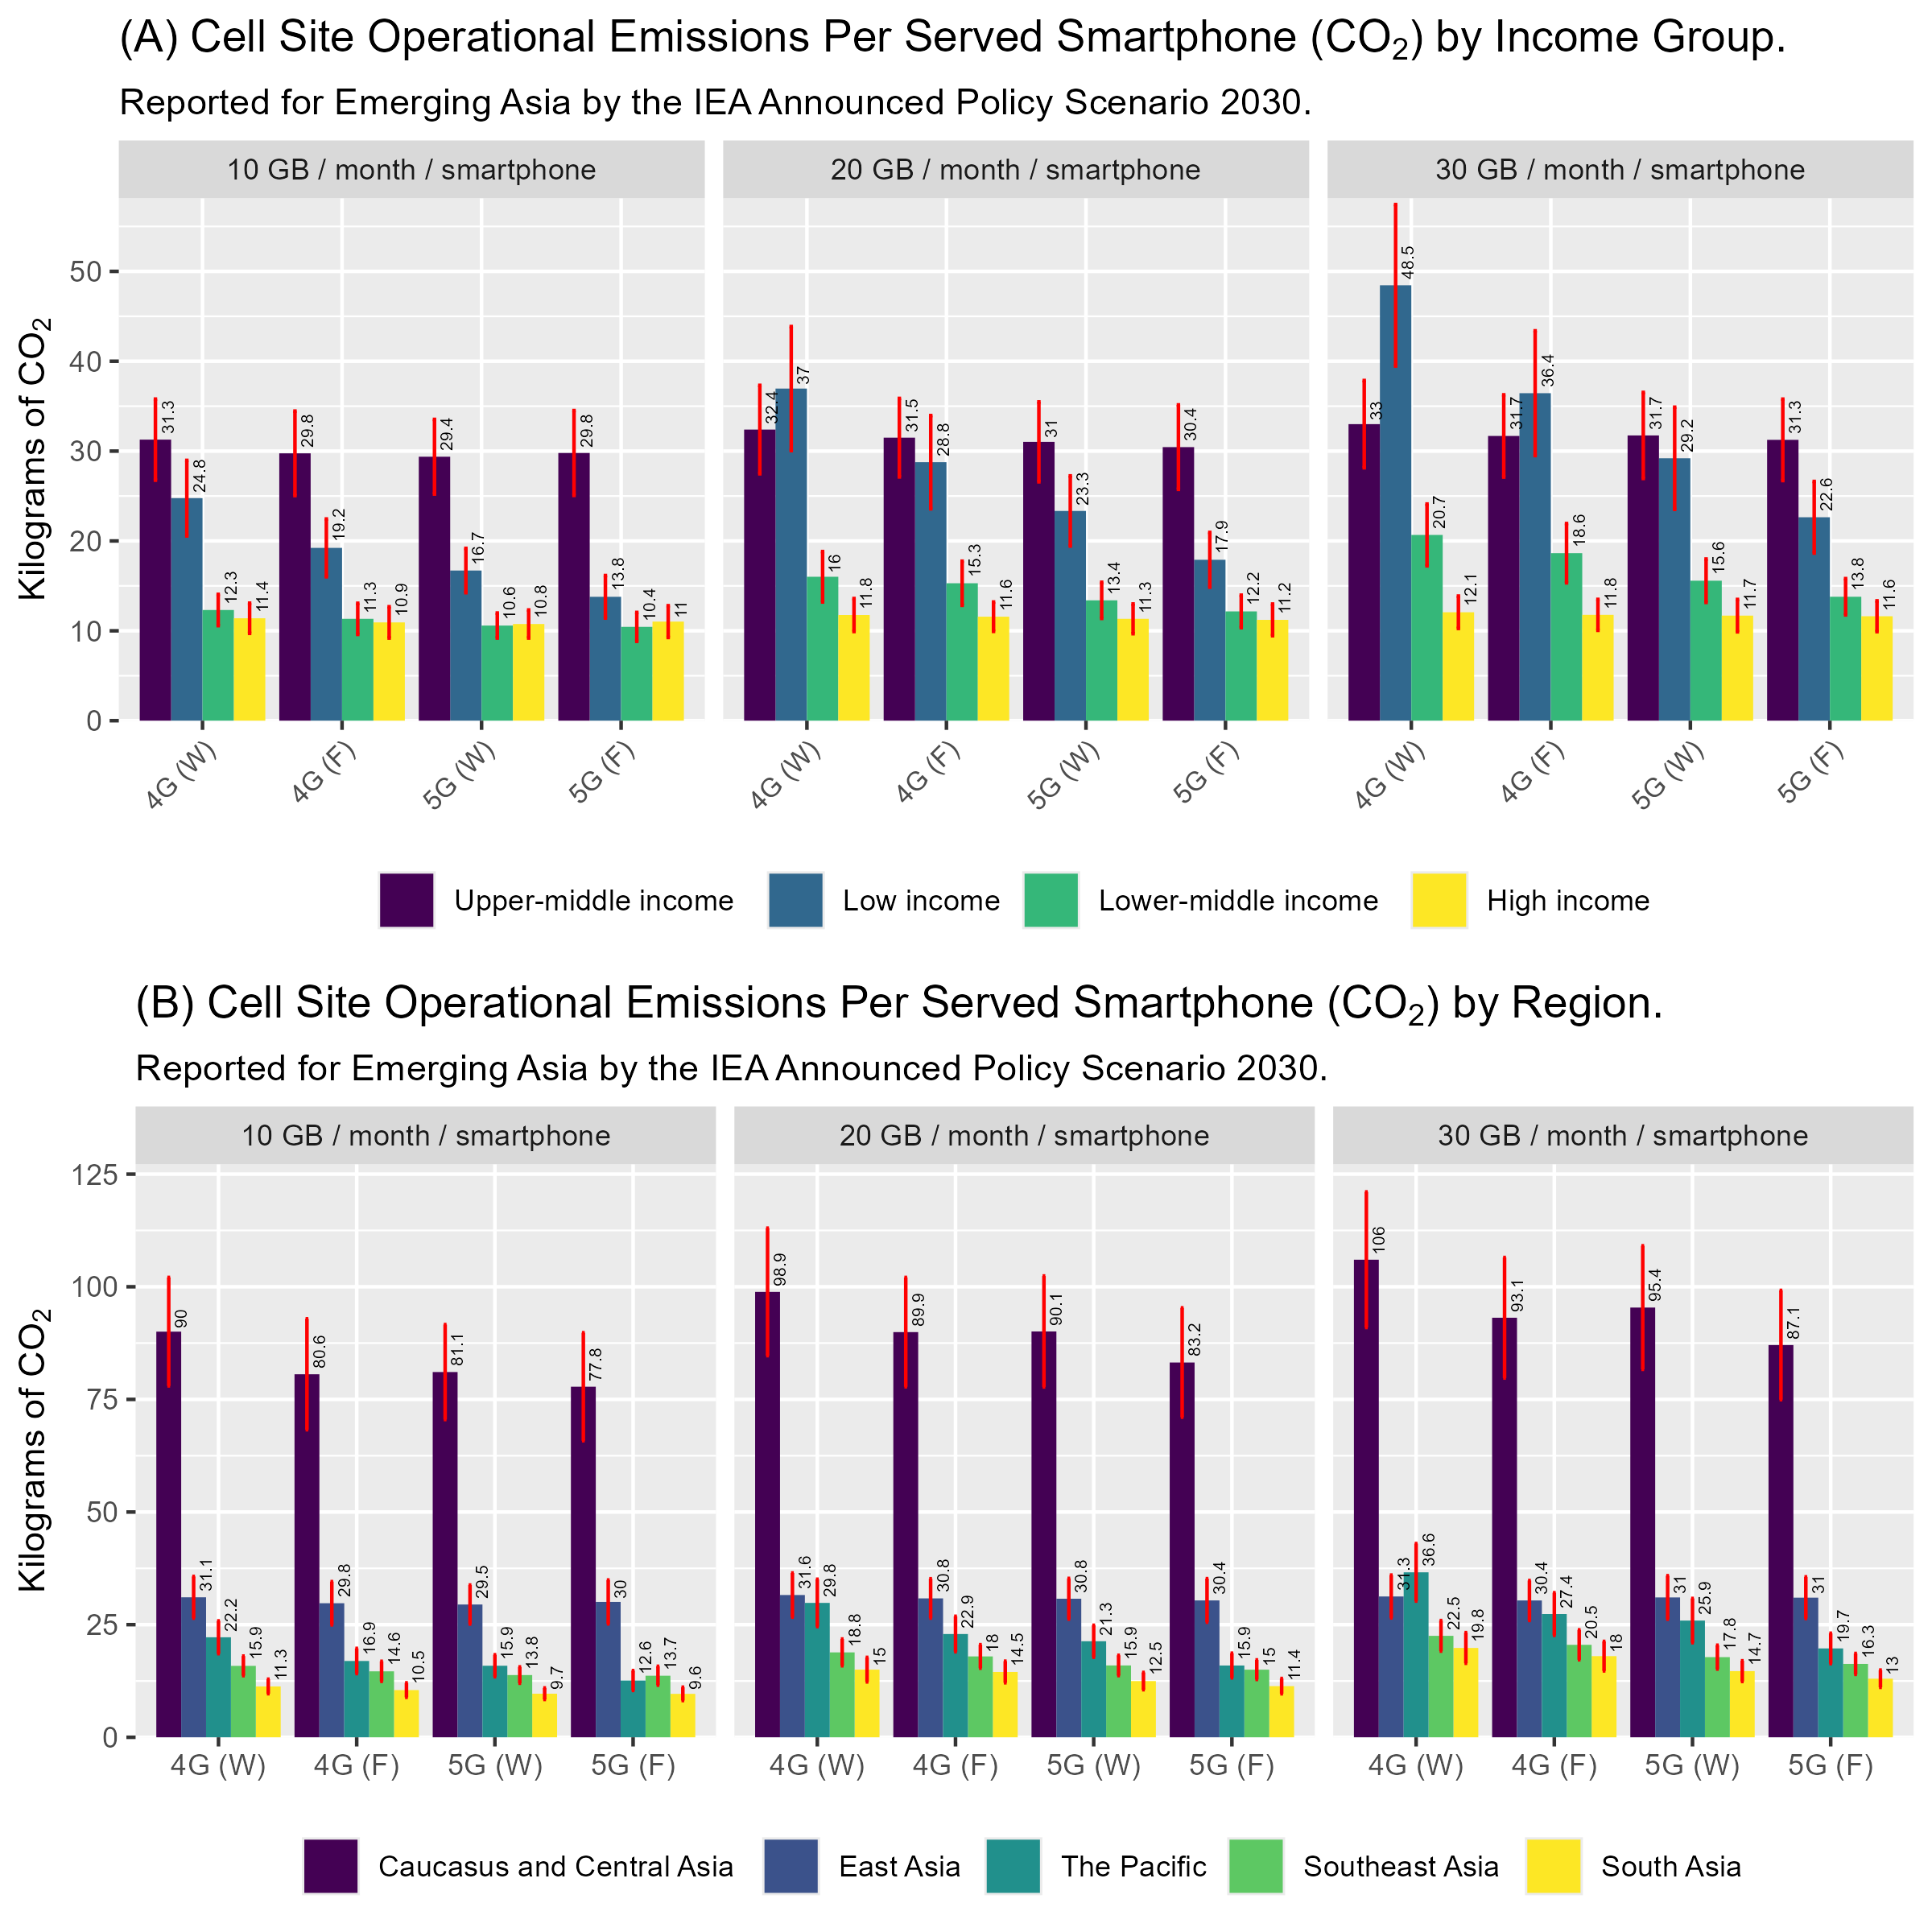 (A) Cell Site Operational Emissions Per Served Smartphone (CO₂) by Income Group.
Reported for Emerging Asia by the IEA Announced Policy Scenario 2030.
10 GB / month / smartphone
20 GB / month / smartphone
30 GB / month / smartphone
Kilograms of CO₂
50
40
30
20
10
0
31.3 24.8 12.3 11.4 29.8 19.2 11.3 10.9 29.4 16.7 10.6 10.8 29.8 13.8 10.4 11
32.4 37 16 11.8 31.5 28.8 15.3 11.6 31 23.3 13.4 11.3 30.4 17.9 12.2 11.2
33 48.5 20.7 12.1 31.7 36.4 18.6 11.8 31.7 29.2 15.6 11.7 31.3 22.6 13.8 11.6
4G (W) 4G (F) 5G (W) 5G (F)
4G (W) 4G (F) 5G (W) 5G (F)
4G (W) 4G (F) 5G (W) 5G (F)
Upper-middle income Low income Lower-middle income High income
(B) Cell Site Operational Emissions Per Served Smartphone (CO₂) by Region.
Reported for Emerging Asia by the IEA Announced Policy Scenario 2030.
10 GB / month / smartphone
20 GB / month / smartphone
30 GB / month / smartphone
Kilograms of CO₂
125
100
75
50
25
0
90 31.1 22.2 15.9 11.3 80.6 29.8 16.9 14.6 10.5 81.1 29.5 15.9 13.8 9.7 77.8 30 12.6 13.7 9.6
98.9 31.6 29.8 18.8 15 89.9 30.8 22.9 18 14.5 90.1 30.8 21.3 15.9 12.5 83.2 30.4 15.9 15 11.4
106 31.3 36.6 22.5 19.8 93.1 30.4 27.4 20.5 18 95.4 31 25.9 17.8 14.7 87.1 31 19.7 16.3 13
4G (W) 4G (F) 5G (W) 5G (F)
4G (W) 4G (F) 5G (W) 5G (F)
4G (W) 4G (F) 5G (W) 5G (F)
Caucasus and Central Asia East Asia The Pacific Southeast Asia South Asia